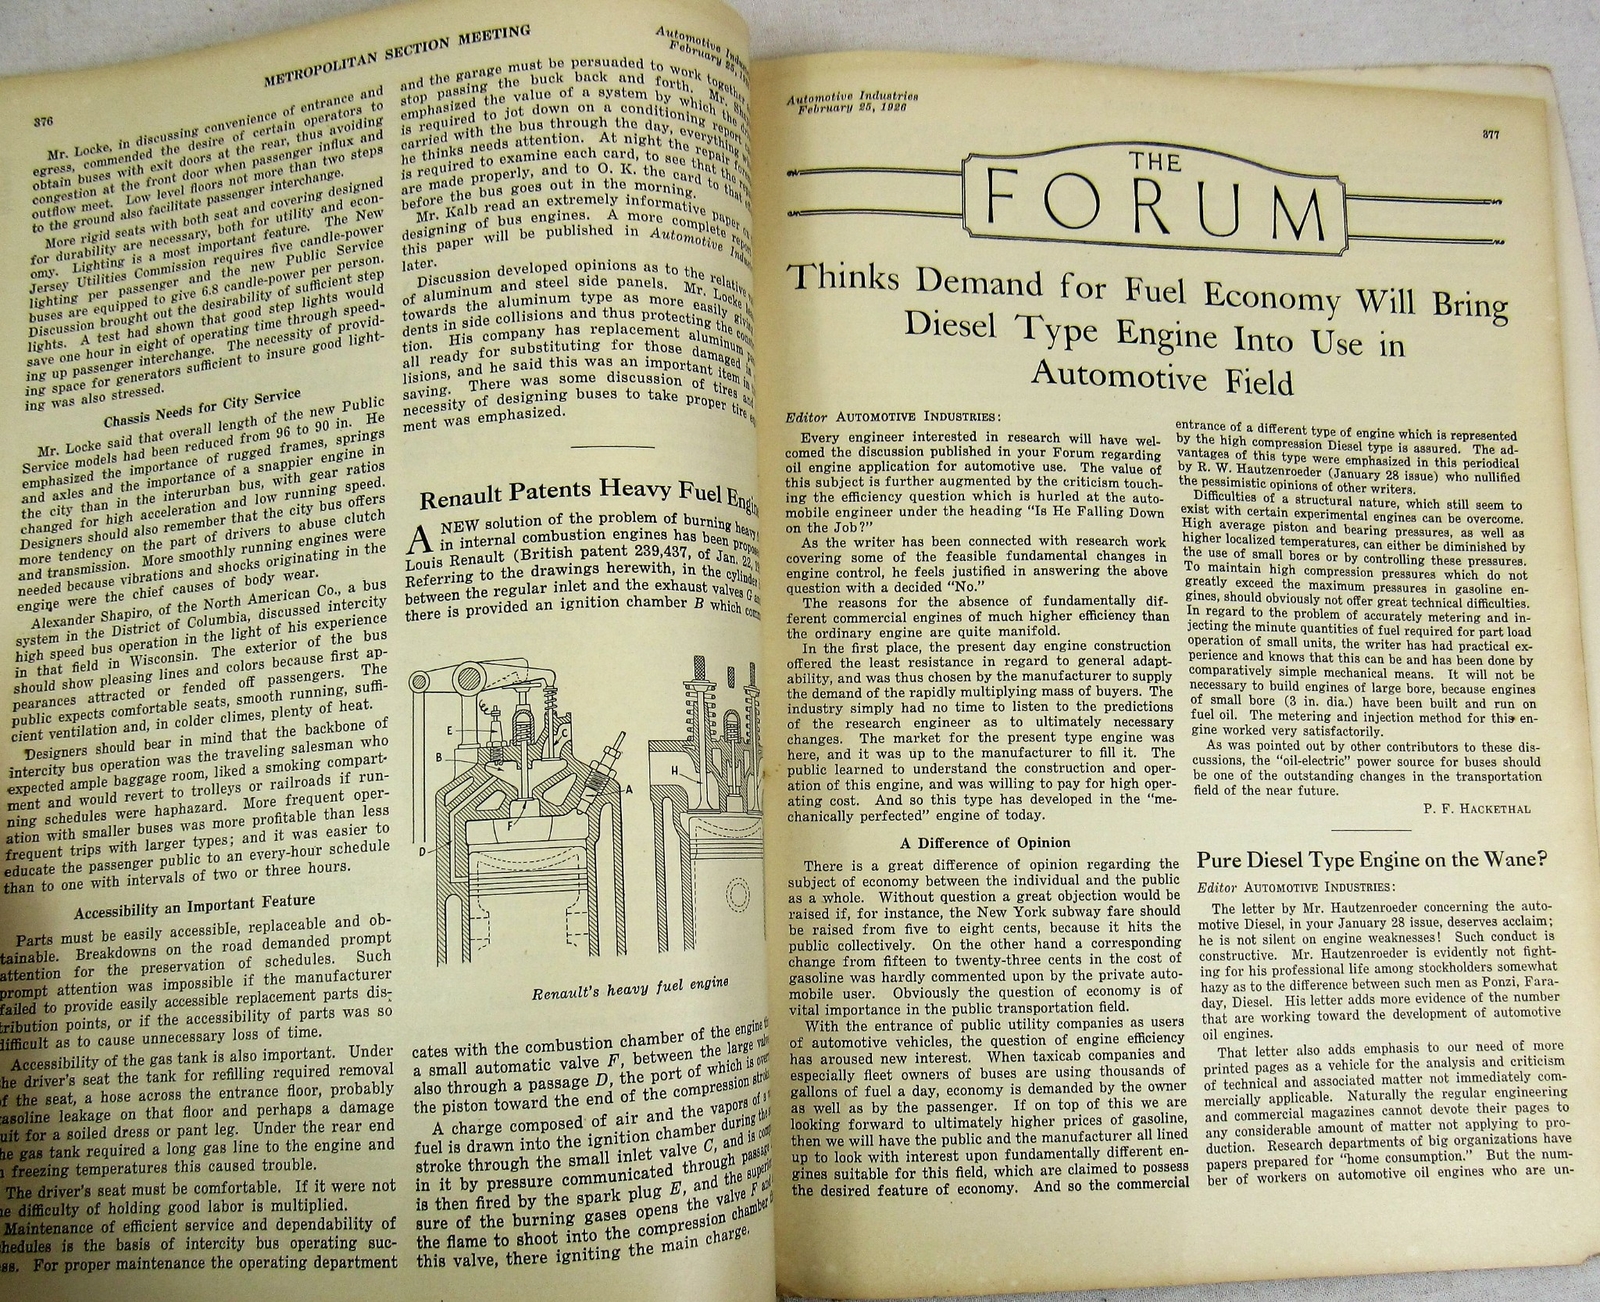 376
METROPOLITAN SECTION MEETING
Automotive Indus
February 25, 19
Mr. Locke, in discussing convenience of entrance and
egress, commended the desire of certain operators to
obtain buses with exit doors at the rear, thus avoiding
congestion at the front door when passenger influx and
outflow meet. Low level floors not more than two steps
to the ground also facilitate passenger interchange.
More rigid seats with both seat and covering designed
for durability are necessary, both for utility and econ-
omy. Lighting is a most important feature. The New
Jersey Utilities Commission requires five candle-power
lighting per passenger and the new Public Service
buses are equipped to give 6.8 candle-power per person.
Discussion brought out the desirability of sufficient step
lights. A test had shown that good step lights would
save one hour in eight of operating time through speed-
ing up passenger interchange. The necessity of provid-
ing space for generators sufficient to insure good light-
ing was also stressed.
Chassis Needs for City Service
Mr. Locke said that overall length of the new Public
Service models had been reduced from 96 to 90 in. He
emphasized the importance of rugged frames, springs
and axles and the importance of a snappier engine in
the city than in the interurban bus, with gear ratios
changed for high acceleration and low running speed.
Designers should also remember that the city bus offers
more tendency on the part of drivers to abuse clutch
and transmission. More smoothly running engines were
needed because vibrations and shocks originating in the
engine were the chief causes of body wear.
Alexander Shapiro, of the North American Co., a bus
system in the District of Columbia, discussed intercity
high speed bus operation in the light of his experience
in that field in Wisconsin. The exterior of the bus
should show pleasing lines and colors because first ap-
pearances attracted or fended off passengers. The
public expects comfortable seats, smooth running, suffi-
cient ventilation and, in colder climes, plenty of heat.
Designers should bear in mind that the backbone of
intercity bus operation was the traveling salesman who
expected ample baggage room, liked a smoking compart-
ment and would revert to trolleys or railroads if run-
ning schedules were haphazard. More frequent oper-
ation with smaller buses was more profitable than less
frequent trips with larger types; and it was easier to
educate the passenger public to an every-hour schedule
than to one with intervals of two or three hours.
Accessibility an Important Feature
Parts must be easily accessible, replaceable and ob-
tainable. Breakdowns on the road demanded prompt
attention for the preservation of schedules. Such
prompt attention was impossible if the manufacturer
failed to provide easily accessible replacement parts dis-
tribution points, or if the accessibility of parts was so
difficult as to cause unnecessary loss of time.
Accessibility of the gas tank is also important. Under
the driver's seat the tank for refilling required removal
of the seat, a hose across the entrance floor, probably
gasoline leakage on that floor and perhaps a damage
suit for a soiled dress or pant leg. Under the rear end
the gas tank required a long gas line to the engine and
in freezing temperatures this caused trouble.
The driver's seat must be comfortable. If it were not
the difficulty of holding good labor is multiplied.
Maintenance of efficient service and dependability of
schedules is the basis of intercity bus operating suc-
cess. For proper maintenance the operating department
and the garage must be persuaded to work together,
stop passing the buck back and forth. Mr. Sh
emphasized the value of a system by which the dr
is required to jot down on a conditioning report
carried with the bus through the day, everything
he thinks needs attention. At night the repair
is required to examine each card, to see that the
are made properly, and to O. K. the card to that
before the bus goes out in the morning.
Mr. Kalb read an extremely informative paper
designing of bus engines. A more complete repor
this paper will be published in Automotive Indu
later.
Discussion developed opinions as to the relative
of aluminum and steel side panels. Mr. Locke
towards the aluminum type as more easily
dents in side collisions and thus protecting the
tion. His company has replacement aluminum
all ready for substituting for those damaged in
lisions, and he said this was an important item in
saving. There was some discussion of tires and
necessity of designing buses to take proper tire
ment was emphasized.
Renault Patents Heavy Fuel Engi
A NEW solution of the problem of burning heavy
in internal combustion engines has been propo
Louis Renault (British patent 239,437, of Jan. 22,
Referring to the drawings herewith, in the cylinder
between the regular inlet and the exhaust valves G
there is provided an ignition chamber B which com
E
B
C
F
A
D
H
Renault's heavy fuel engine
cates with the combustion chamber of the engine
a small automatic valve F, between the large
also through a passage D, the port of which is
the piston toward the end of the compression stroke
A charge composed of air and the vapors of a
fuel is drawn into the ignition chamber during the
stroke through the small inlet valve C, and is
in it by pressure communicated through passage
is then fired by the spark plug E, and the
sure of the burning gases opens the valve F
the flame to shoot into the compression chamber
this valve, there igniting the main charge.
Automotive Industries
February 25, 1926
377
THE
FORUM
Thinks Demand for Fuel Economy Will Bring
Diesel Type Engine Into Use in
Automotive Field
Editor AUTOMOTIVE INDUSTRIES:
Every engineer interested in research will have wel-
comed the discussion published in your Forum regarding
oil engine application for automotive use. The value of
this subject is further augmented by the criticism touch-
ing the efficiency question which is hurled at the auto-
mobile engineer under the heading "Is He Falling Down
on the Job?"
As the writer has been connected with research work
covering some of the feasible fundamental changes in
engine control, he feels justified in answering the above
question with a decided "No."
The reasons for the absence of fundamentally dif-
ferent commercial engines of much higher efficiency than
the ordinary engine are quite manifold.
In the first place, the present day engine construction
offered the least resistance in regard to general adapt-
ability, and was thus chosen by the manufacturer to supply
the demand of the rapidly multiplying mass of buyers. The
industry simply had no time to listen to the predictions
of the research engineer as to ultimately necessary
changes. The market for the present type engine was
here, and it was up to the manufacturer to fill it. The
public learned to understand the construction and oper-
ation of this engine, and was willing to pay for high oper-
ating cost. And so this type has developed in the "me-
chanically perfected" engine of today.
A Difference of Opinion
There is a great difference of opinion regarding the
subject of economy between the individual and the public
as a whole. Without question a great objection would be
raised if, for instance, the New York subway fare should
be raised from five to eight cents, because it hits the
public collectively. On the other hand a corresponding
change from fifteen to twenty-three cents in the cost of
gasoline was hardly commented upon by the private auto-
mobile user. Obviously the question of economy is of
vital importance in the public transportation field.
With the entrance of public utility companies as users
of automotive vehicles, the question of engine efficiency
has aroused new interest. When taxicab companies and
especially fleet owners of buses are using thousands of
gallons of fuel a day, economy is demanded by the owner
as well as by the passenger. If on top of this we are
looking forward to ultimately higher prices of gasoline,
then we will have the public and the manufacturer all lined
up to look with interest upon fundamentally different en-
gines suitable for this field, which are claimed to possess
the desired feature of economy. And so the commercial
entrance of a different type of engine which is represented
by the high compression Diesel type is assured. The ad-
vantages of this type were emphasized in this periodical
by R. W. Hautzenroeder (January 28 issue) who nullified
the pessimistic opinions of other writers.
Difficulties of a structural nature, which still seem to
exist with certain experimental engines can be overcome.
High average piston and bearing pressures, as well as
higher localized temperatures, can either be diminished by
the use of small bores or by controlling these pressures.
To maintain high compression pressures which do not
greatly exceed the maximum pressures in gasoline en-
gines, should obviously not offer great technical difficulties.
In regard to the problem of accurately metering and in-
jecting the minute quantities of fuel required for part load
operation of small units, the writer has had practical ex-
perience and knows that this can be and has been done by
comparatively simple mechanical means. It will not be
necessary to build engines of large bore, because engines
of small bore (3 in. dia.) have been built and run on
fuel oil. The metering and injection method for this en-
gine worked very satisfactorily.
As was pointed out by other contributors to these dis-
cussions, the "oil-electric" power source for buses should
be one of the outstanding changes in the transportation
field of the near future.
P. F. HACKETHAL
Pure Diesel Type Engine on the Wane?
Editor AUTOMOTIVE INDUSTRIES:
The letter by Mr. Hautzenroeder concerning the auto-
motive Diesel, in your January 28 issue, deserves acclaim;
he is not silent on engine weaknesses! Such conduct is
constructive. Mr. Hautzenroeder is evidently not fight-
ing for his professional life among stockholders somewhat
hazy as to the difference between such men as Ponzi, Fara-
day, Diesel. His letter adds more evidence of the number
that are working toward the development of automotive
oil engines.
That letter also adds emphasis to our need of more
printed pages as a vehicle for the analysis and criticism
of technical and associated matter not immediately com-
mercially applicable. Naturally the regular engineering
and commercial magazines cannot devote their pages to
any considerable amount of matter not applying to pro-
duction. Research departments of big organizations have
papers prepared for "home consumption." But the num-
ber of workers on automotive oil engines who are un-